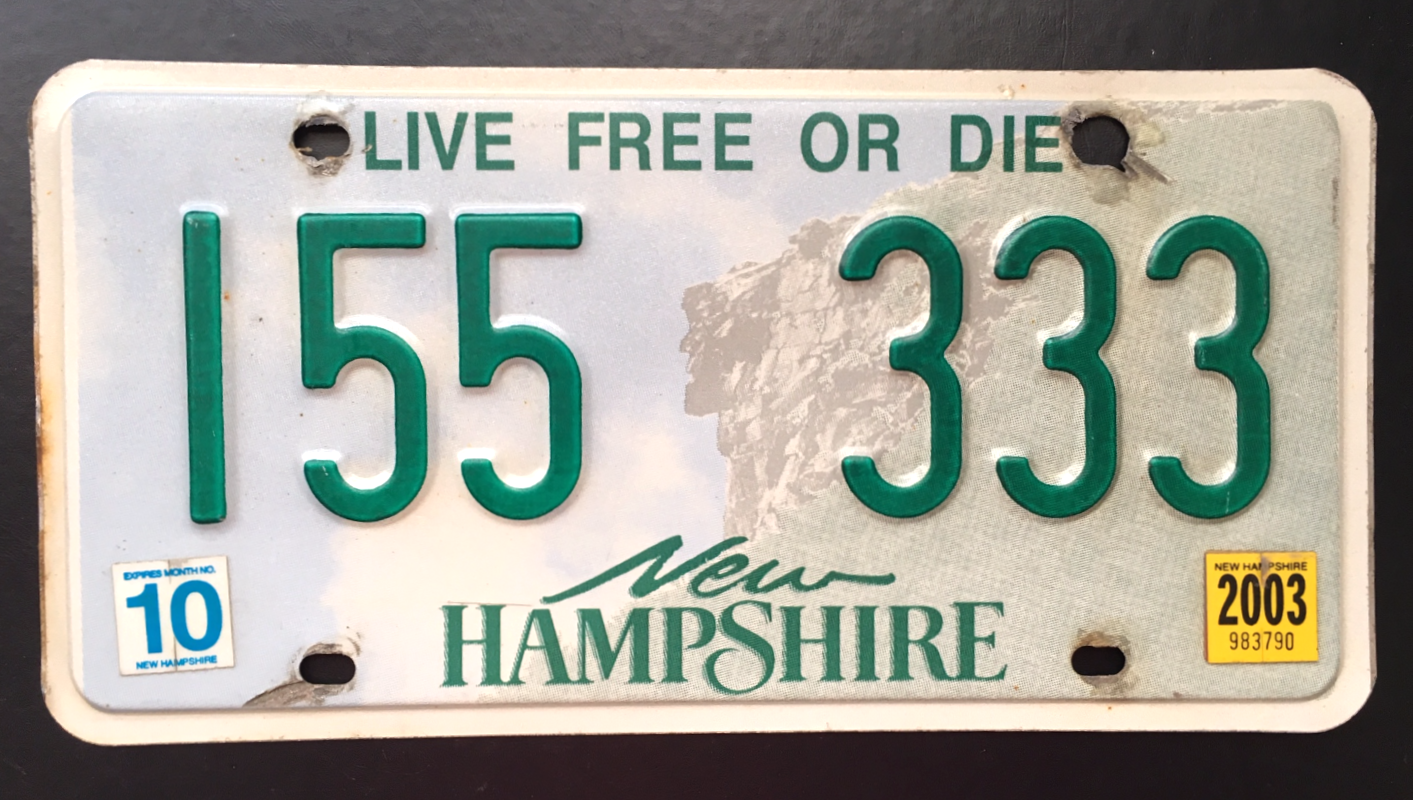 LIVE FREE OR DIE
155 333
EXPIRES MONTH NO.
10
NEW HAMPSHIRE
New
HAMPSHIRE
NEW HAMPSHIRE
2003
983790